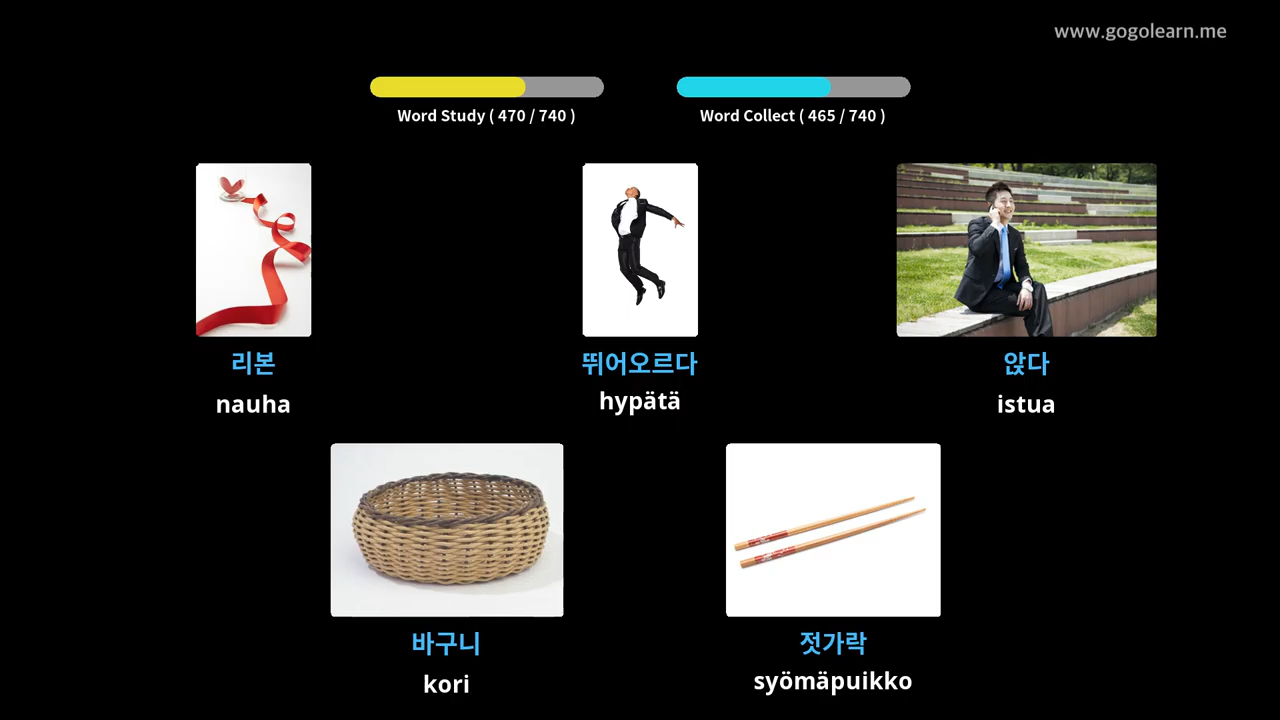 www.gogolearn.me
Word Study ( 470 / 740 )
Word Collect ( 465 / 740 )
리본
뛰어오르다
앉다
nauha
hypätä
istua
바구니
젓가락
kori
syömäpuikko